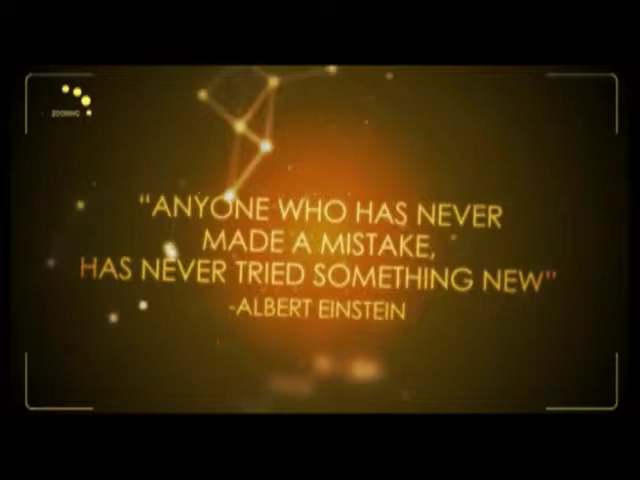 "ANYONE WHO HAS NEVER
MADE A MISTAKE,
HAS NEVER TRIED SOMETHING NEW"
-ALBERT EINSTEIN